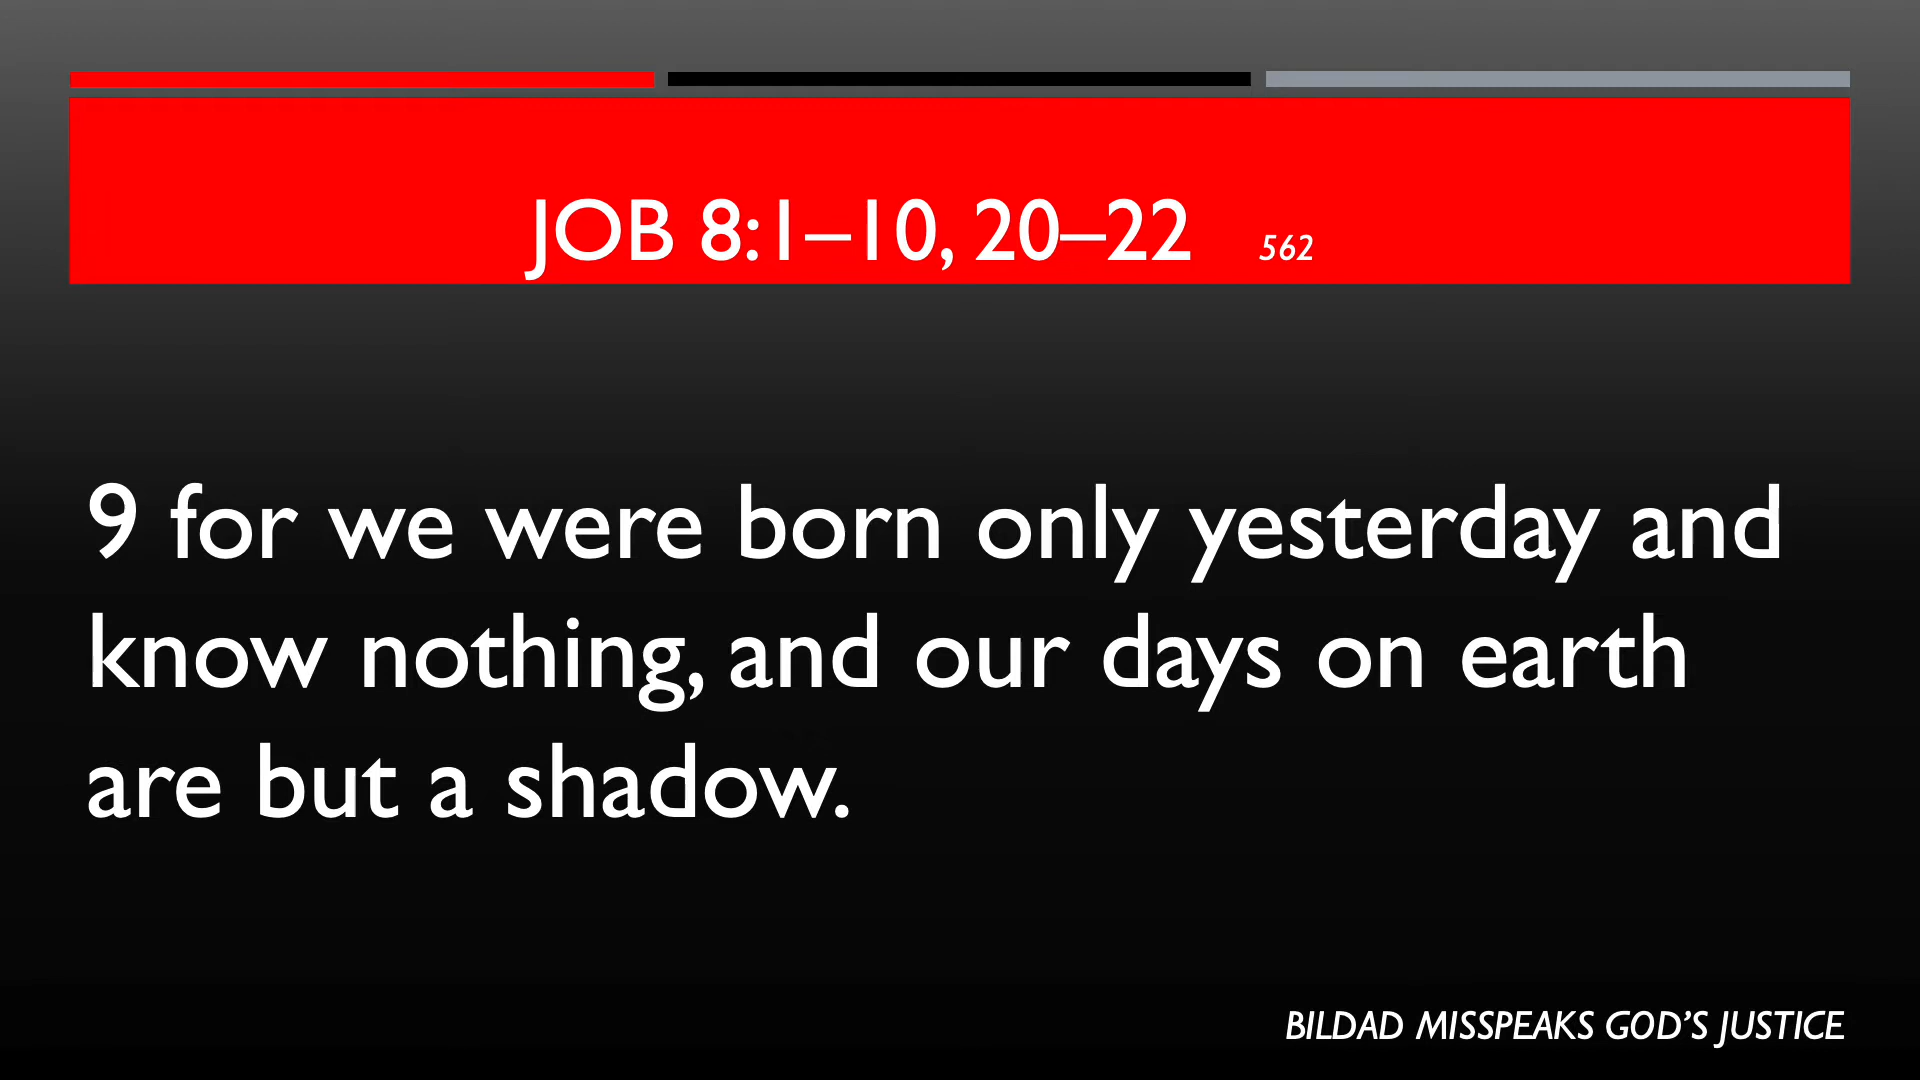 JOB 8:1–10, 20–22 562
9 for we were born only yesterday and
know nothing, and our days on earth
are but a shadow.
BILDAD MISSPEAKS GOD’S JUSTICE